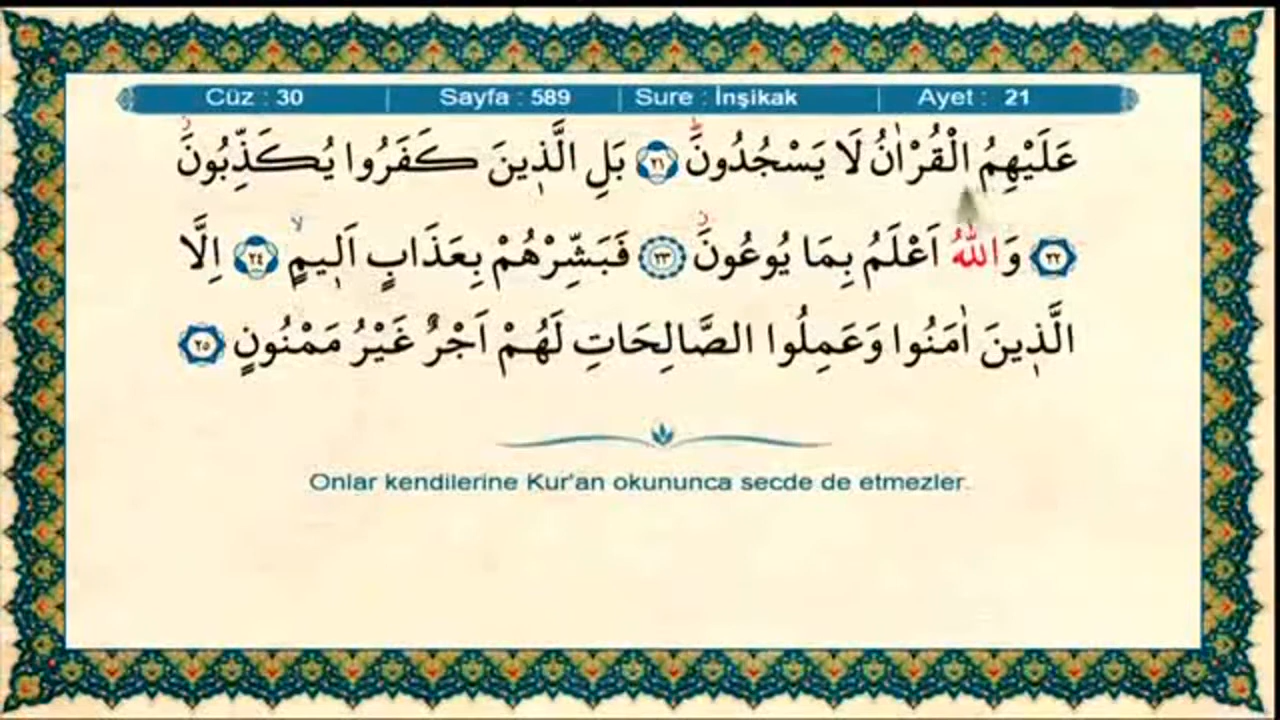 Cüz : 30 | Sayfa : 589 | Sure : İnşikak | Ayet : 21
عَلَيْهِمُ الْقُرْاٰنُ لَا يَسْجُدُونَۜ ﴿٢١﴾ بَلِ الَّذ۪ينَ كَفَرُوا يُكَذِّبُونَۘ
﴿٢٢﴾ وَاللّٰهُ اَعْلَمُ بِمَا يُوعُونَۘ ﴿٢٣﴾ فَبَشِّرْهُمْ بِعَذَابٍ اَل۪يمٍۙ ﴿٢٤﴾ اِلَّا
الَّذ۪ينَ اٰمَنُوا وَعَمِلُوا الصَّالِحَاتِ لَهُمْ اَجْرٌ غَيْرُ مَمْنُونٍ ﴿٢٥﴾
Onlar kendilerine Kur'an okununca secde de etmezler.